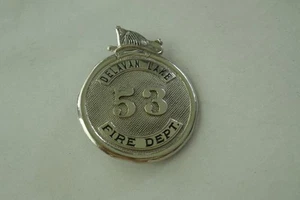 DELAVAN LAKE
53
FIRE DEPT.